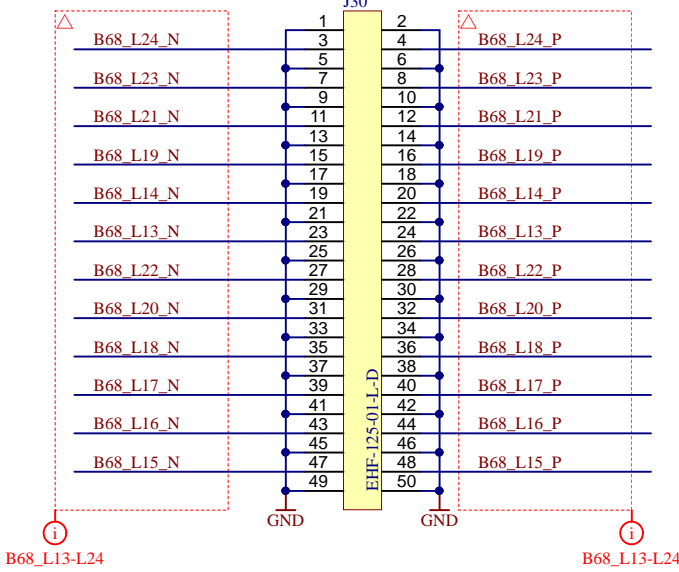 J30
1 2
B68_L24_N 3 4 B68_L24_P
5 6
B68_L23_N 7 8 B68_L23_P
9 10
B68_L21_N 11 12 B68_L21_P
13 14
B68_L19_N 15 16 B68_L19_P
17 18
B68_L14_N 19 20 B68_L14_P
21 22
B68_L13_N 23 24 B68_L13_P
25 26
B68_L22_N 27 28 B68_L22_P
29 30
B68_L20_N 31 32 B68_L20_P
33 34
B68_L18_N 35 36 B68_L18_P
37 38
B68_L17_N 39 40 B68_L17_P
41 42
B68_L16_N 43 44 B68_L16_P
45 46
B68_L15_N 47 48 B68_L15_P
49 50
EHF-125-01-L-D
GND GND
i i
B68_L13-L24 B68_L13-L24